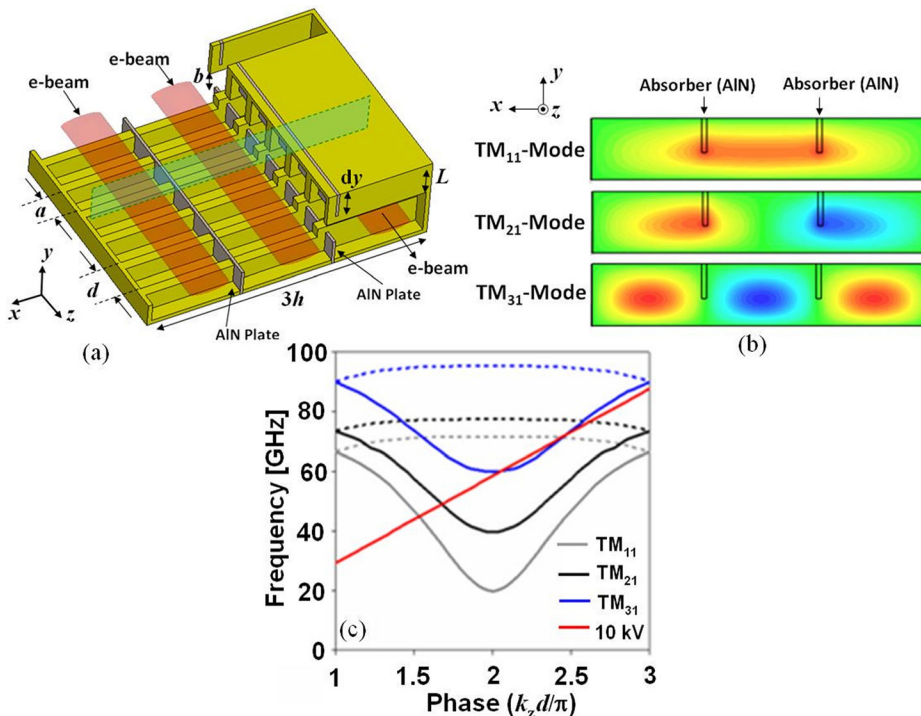 e-beam
e-beam
b
a
d
y
x
z
dy
L
e-beam
AlN Plate
3h
AlN Plate
(a)
y
x
z
Absorber (AlN)
Absorber (AlN)
TM11-Mode
TM21-Mode
TM31-Mode
(b)
100
80
60
40
20
0
Frequency [GHz]
TM11
TM21
TM31
10 kV
(c)
1
1.5
2
2.5
3
Phase (kzd/π)